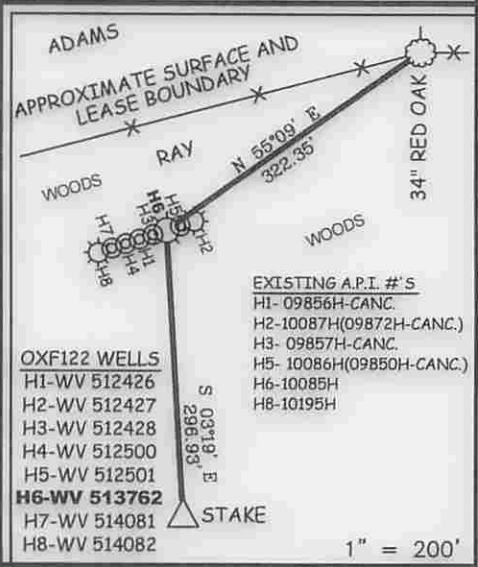 ADAMS
APPROXIMATE SURFACE AND
LEASE BOUNDARY
RAY
N 55°09' E
322.35'
34" RED OAK
WOODS
WOODS
H8
H7
H4
H1
H3
H6
H5
H2
EXISTING A.P.I. #'S
H1- 09856H-CANC.
H2-10087H(09872H-CANC.)
H3- 09857H-CANC.
H5- 10086H(09850H-CANC.)
H6-10085H
H8-10195H
OXF122 WELLS
H1-WV 512426
H2-WV 512427
H3-WV 512428
H4-WV 512500
H5-WV 512501
H6-WV 513762
H7-WV 514081
H8-WV 514082
S 03°19' E
296.93'
STAKE
1" = 200'